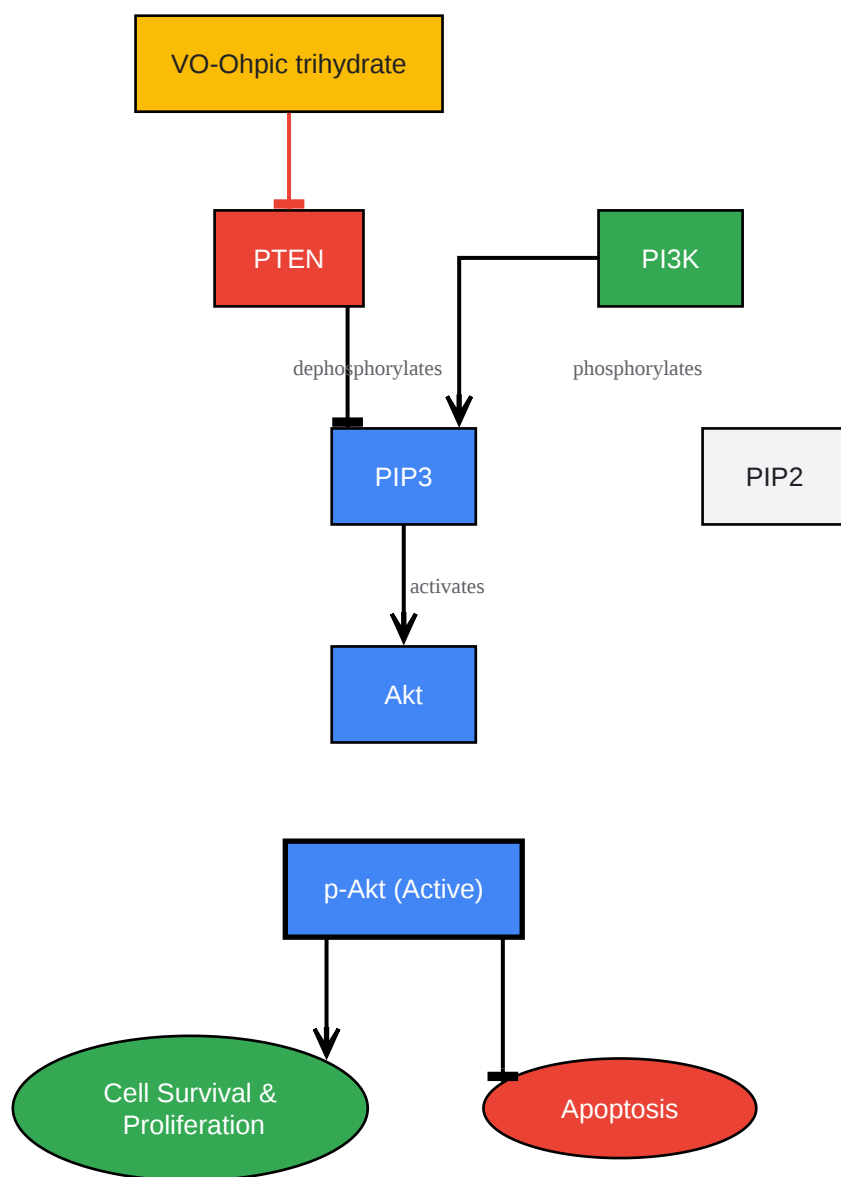 VO-Ohpic trihydrate
PTEN
PI3K
dephosphorylates
phosphorylates
PIP3
PIP2
activates
Akt
p-Akt (Active)
Cell Survival &
Proliferation
Apoptosis